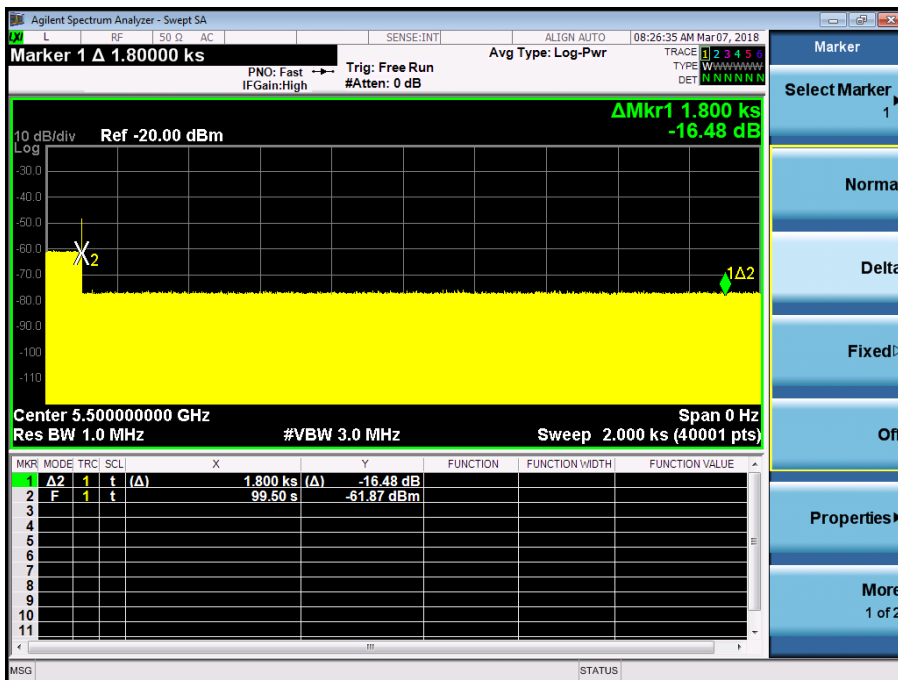 Agilent Spectrum Analyzer - Swept SA
LXI L RF 50 Ω AC SENSE:INT ALIGN AUTO 08:26:35 AM Mar 07, 2018
Marker 1 Δ 1.80000 ks
PNO: Fast
IFGain:High
Trig: Free Run
#Atten: 0 dB
Avg Type: Log-Pwr
TRACE 1 2 3 4 5 6
TYPE WWWWWW
DET N N N N N N
ΔMkr1 1.800 ks
-16.48 dB
10 dB/div Ref -20.00 dBm
Log
-30.0
-40.0
-50.0
-60.0
-70.0
-80.0
-90.0
-100
-110
2
1Δ2
Center 5.500000000 GHz Span 0 Hz
Res BW 1.0 MHz #VBW 3.0 MHz Sweep 2.000 ks (40001 pts)
MKR MODE TRC SCL X Y FUNCTION FUNCTION WIDTH FUNCTION VALUE
1 Δ2 1 t (Δ) 1.800 ks (Δ) -16.48 dB
2 F 1 t 99.50 s -61.87 dBm
3
4
5
6
7
8
9
10
11
MSG STATUS
Marker
Select Marker
1
Norma
Delta
Fixed
Off
Properties
More
1 of 2